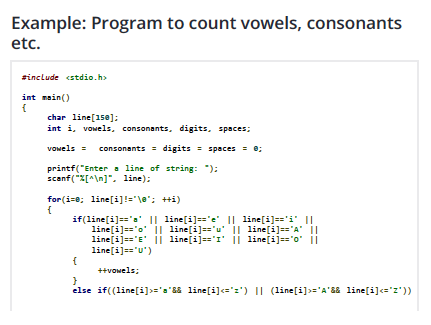 Example: Program to count vowels, consonants
etc.
#include <stdio.h>
int main()
{
char line[150];
int i, vowels, consonants, digits, spaces;
vowels =  consonants = digits = spaces = 0;
printf("Enter a line of string: ");
scanf("%[^\n]", line);
for(i=0; line[i]!='\0'; ++i)
{
if(line[i]=='a' || line[i]=='e' || line[i]=='i' ||
line[i]=='o' || line[i]=='u' || line[i]=='A' ||
line[i]=='E' || line[i]=='I' || line[i]=='O' ||
line[i]=='U')
{
++vowels;
}
else if((line[i]>='a'&& line[i]<='z') || (line[i]>='A'&& line[i]<='Z'))